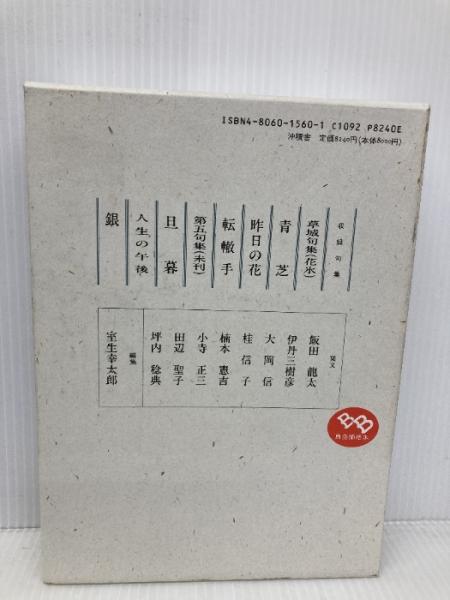 ISBN4-8060-1560-1 C1092 P8240E
沖積舎 定価8240円(本体8000円)
収録句集
草城句集(花氷)
青芝
昨日の花
転轍手
第五句集(未刊)
旦暮
人生の午後
銀
賛文
飯田龍太
伊丹三樹彦
大岡信
桂信子
楠本憲吉
小寺正三
田辺聖子
坪内稔典
編集
室生幸太郎
BB